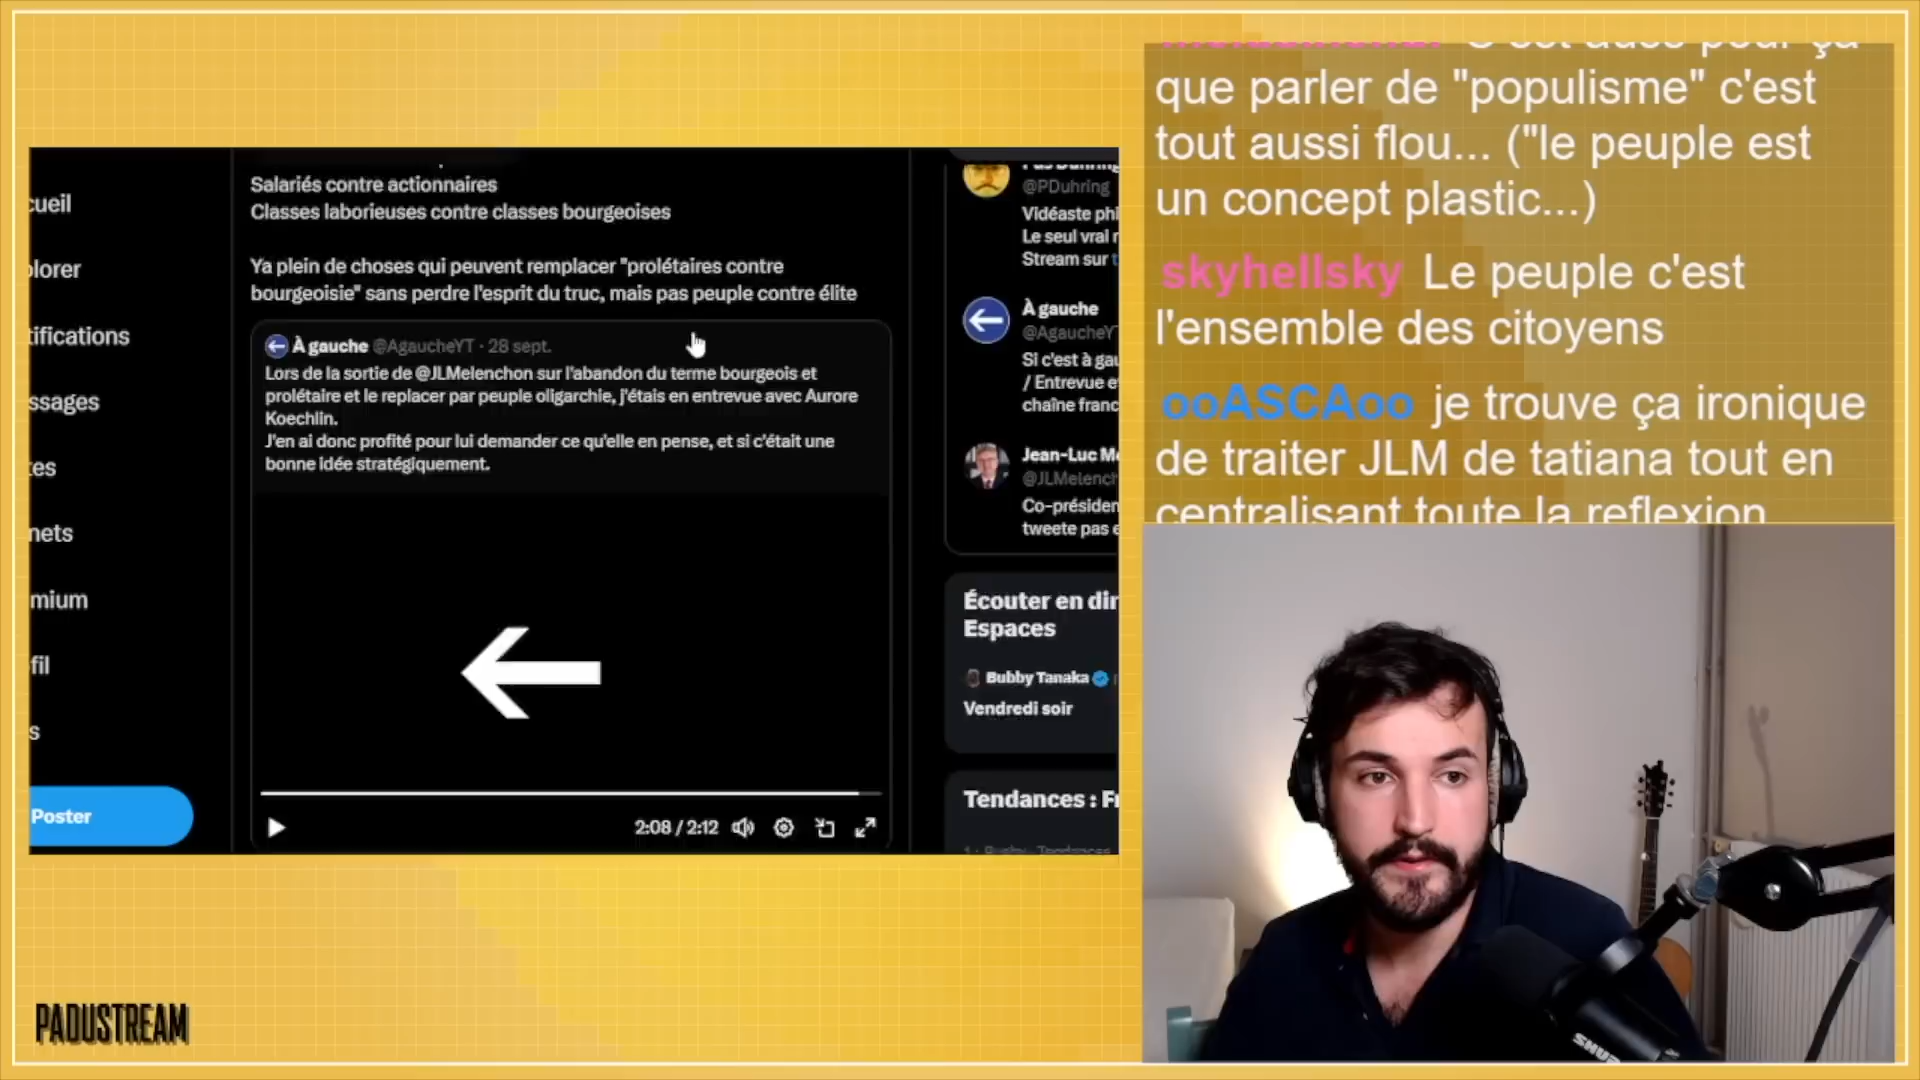 cueil
plorer
tifications
ssages
tes
nets
mium
fil
s
Poster
Salariés contre actionnaires
Classes laborieuses contre classes bourgeoises
Ya plein de choses qui peuvent remplacer "prolétaires contre
bourgeoisie" sans perdre l'esprit du truc, mais pas peuple contre élite
À gauche @AgaucheYT · 28 sept.
Lors de la sortie de @JLMelenchon sur l'abandon du terme bourgeois et
prolétaire et le replacer par peuple oligarchie, j'étais en entrevue avec Aurore
Koechlin.
J'en ai donc profité pour lui demander ce qu'elle en pense, et si c'était une
bonne idée stratégiquement.
2:08 / 2:12
@PDuhring
Vidéaste phi
Le seul vrai
Stream sur t
À gauche
@AgaucheY
Si c'est à gau
/ Entrevue e
chaîne franc
Jean-Luc Me
@JLMelench
Co-présiden
tweete pas e
Écouter en dir
Espaces
Bubby Tanaka
Vendredi soir
Tendances : Fr
que parler de "populisme" c'est
tout aussi flou... ("le peuple est
un concept plastic...)
skyhellsky Le peuple c'est
l'ensemble des citoyens
ooASCAoo je trouve ça ironique
de traiter JLM de tatiana tout en
centralisant toute la reflexion
PADUSTREAM
SHURE